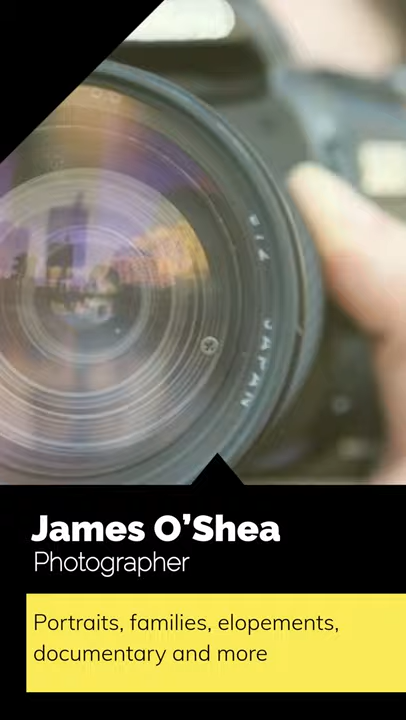 JAPAN
James O’Shea
Photographer
Portraits, families, elopements,
documentary and more